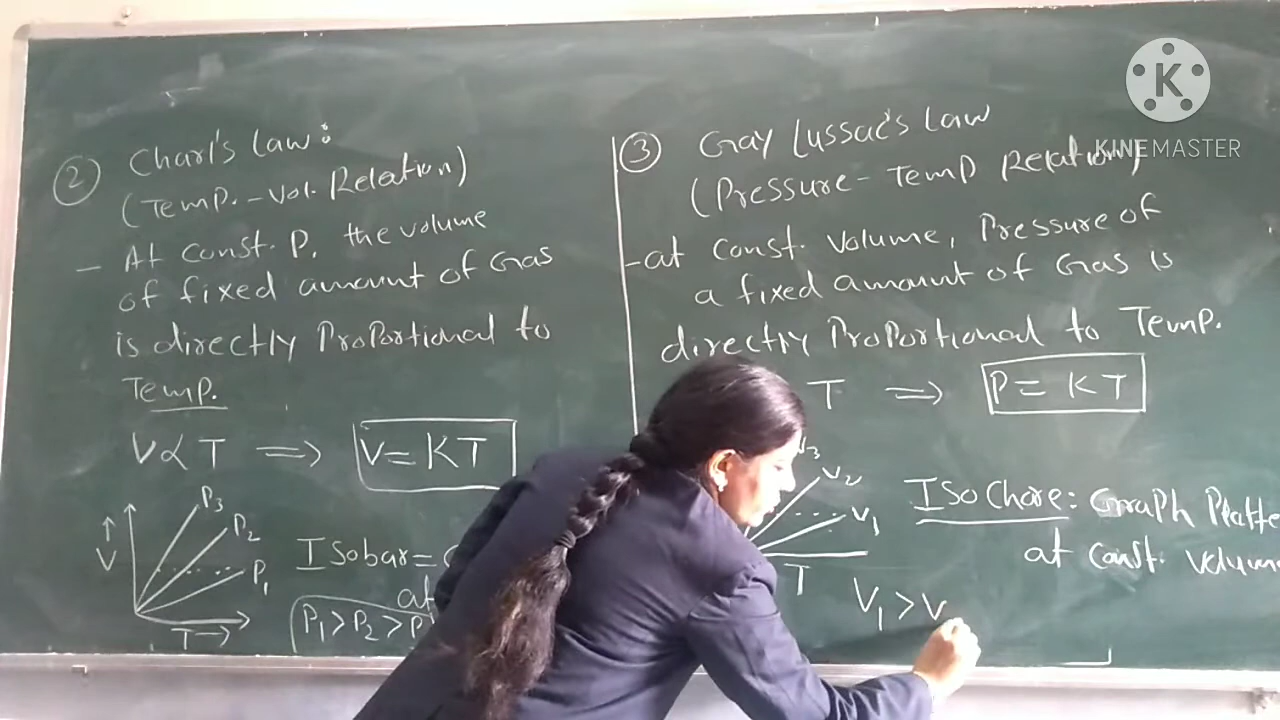 ② Charl's Law:
(Temp. - Vol. Relation)
- At Const. P, the volume
of fixed amount of Gas
is directly Proportional to
Temp.
V ∝ T ⟹ V = KT
P3
P2
P1
↑
V
T →
Isobar =
at
P1 > P2 > P
③ Gay Lussac's Law
(Pressure - Temp Relation)
- at Const. Volume, Pressure of
a fixed amount of Gas is
directly Proportional to Temp.
T ⟹ P = KT
V2
V1
T
V1 > V
IsoChore: Graph
at Const. Volume
K
KINEMASTER